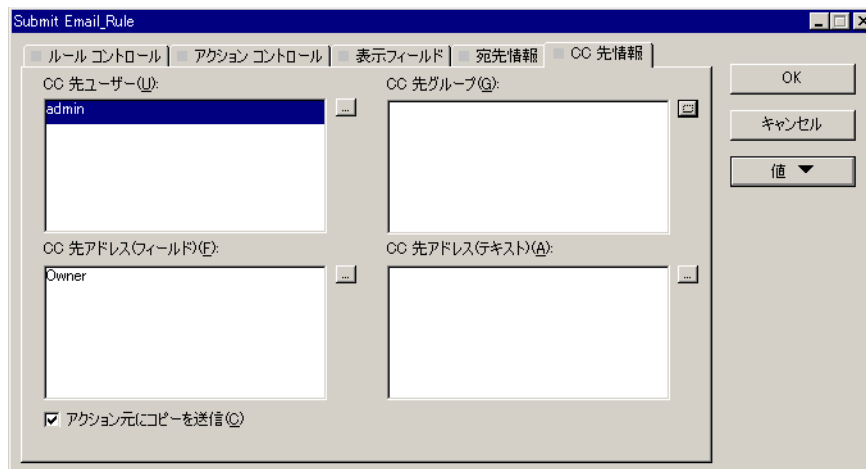 Submit Email_Rule
ルール コントロール アクション コントロール 表示フィールド 宛先情報 CC 先情報
CC 先ユーザー(U): CC 先グループ(G):
admin
...
OK
キャンセル
値 ▼
CC 先アドレス(フィールド)(F): CC 先アドレス(テキスト)(A):
Owner
... ...
アクション元にコピーを送信(C)